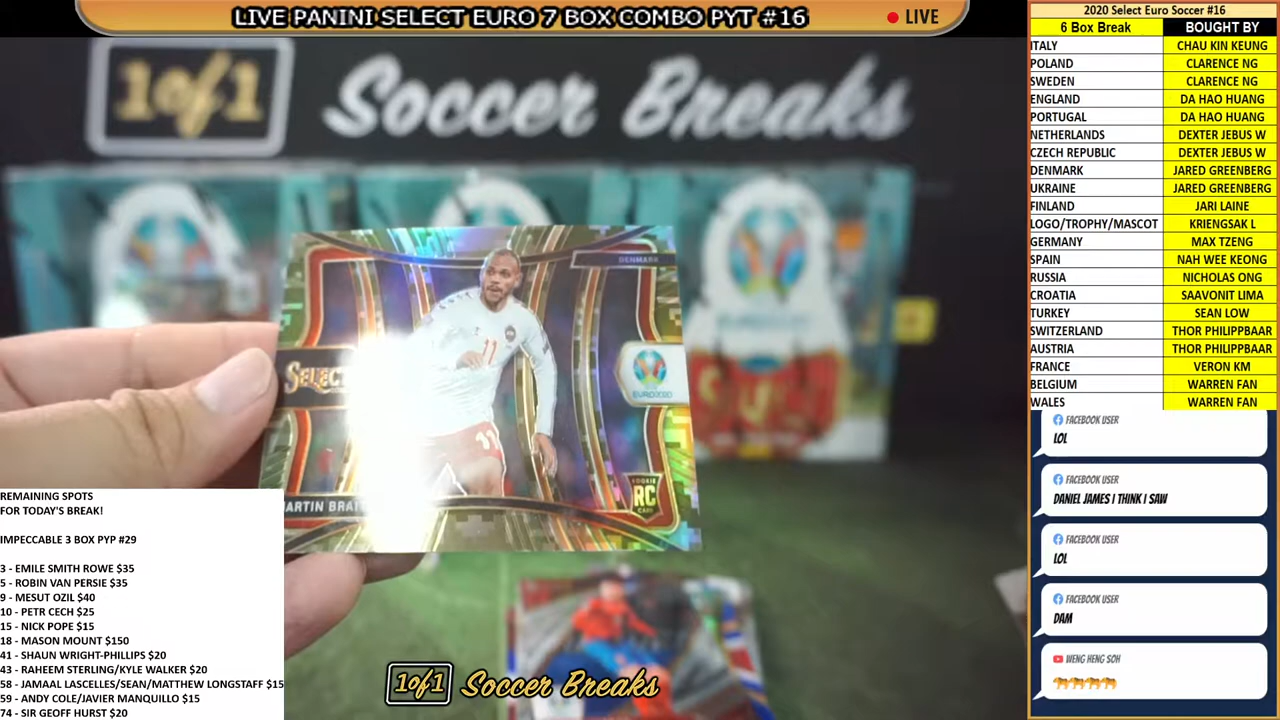 LIVE PANINI SELECT EURO 7 BOX COMBO PYT #16
LIVE
1of1 Soccer Breaks
DENMARK
11
SELECT
EURO2020
11
ROOKIE
RC
CARD
2020 Select Euro Soccer #16
6 Box Break BOUGHT BY
ITALY CHAU KIN KEUNG
POLAND CLARENCE NG
SWEDEN CLARENCE NG
ENGLAND DA HAO HUANG
PORTUGAL DA HAO HUANG
NETHERLANDS DEXTER JEBUS W
CZECH REPUBLIC DEXTER JEBUS W
DENMARK JARED GREENBERG
UKRAINE JARED GREENBERG
FINLAND JARI LAINE
LOGO/TROPHY/MASCOT KRIENGSAK L
GERMANY MAX TZENG
SPAIN NAH WEE KEONG
RUSSIA NICHOLAS ONG
CROATIA SAAVONIT LIMA
TURKEY SEAN LOW
SWITZERLAND THOR PHILIPPBAAR
AUSTRIA THOR PHILIPPBAAR
FRANCE VERON KM
BELGIUM WARREN FAN
WALES WARREN FAN
FACEBOOK USER
LOL
FACEBOOK USER
DANIEL JAMES I THINK I SAW
FACEBOOK USER
LOL
FACEBOOK USER
DAM
WENG HENG SOH
REMAINING SPOTS
FOR TODAY'S BREAK!
IMPECCABLE 3 BOX PYP #29
3 - EMILE SMITH ROWE $35
5 - ROBIN VAN PERSIE $35
9 - MESUT OZIL $40
10 - PETR CECH $25
15 - NICK POPE $15
18 - MASON MOUNT $150
41 - SHAUN WRIGHT-PHILLIPS $20
43 - RAHEEM STERLING/KYLE WALKER $20
58 - JAMAAL LASCELLES/SEAN/MATTHEW LONGSTAFF $15
59 - ANDY COLE/JAVIER MANQUILLO $15
74 - SIR GEOFF HURST $20
1of1 Soccer Breaks